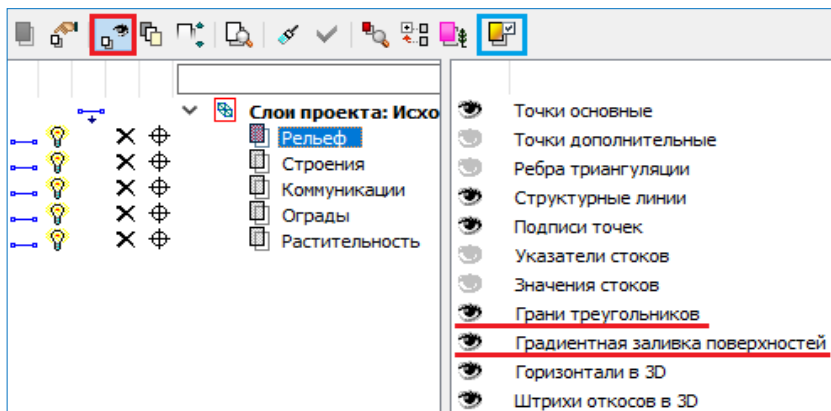 Слои проекта: Исхо
Рельеф
Строения
Коммуникации
Ограды
Растительность
Точки основные
Точки дополнительные
Ребра триангуляции
Структурные линии
Подписи точек
Указатели стоков
Значения стоков
Грани треугольников
Градиентная заливка поверхностей
Горизонтали в 3D
Штрихи откосов в 3D